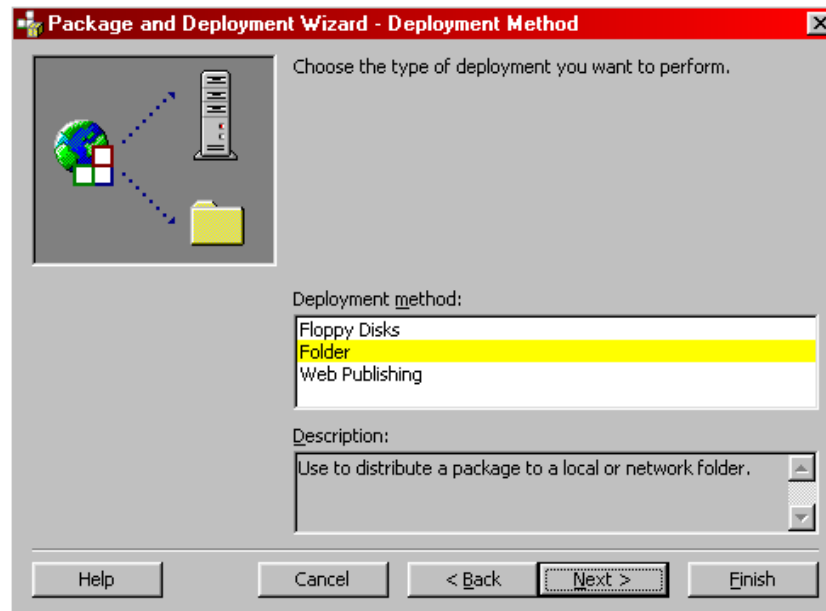 Package and Deployment Wizard - Deployment Method
Choose the type of deployment you want to perform.
Deployment method:
Floppy Disks
Folder
Web Publishing
Description:
Use to distribute a package to a local or network folder.
Help Cancel < Back Next > Finish